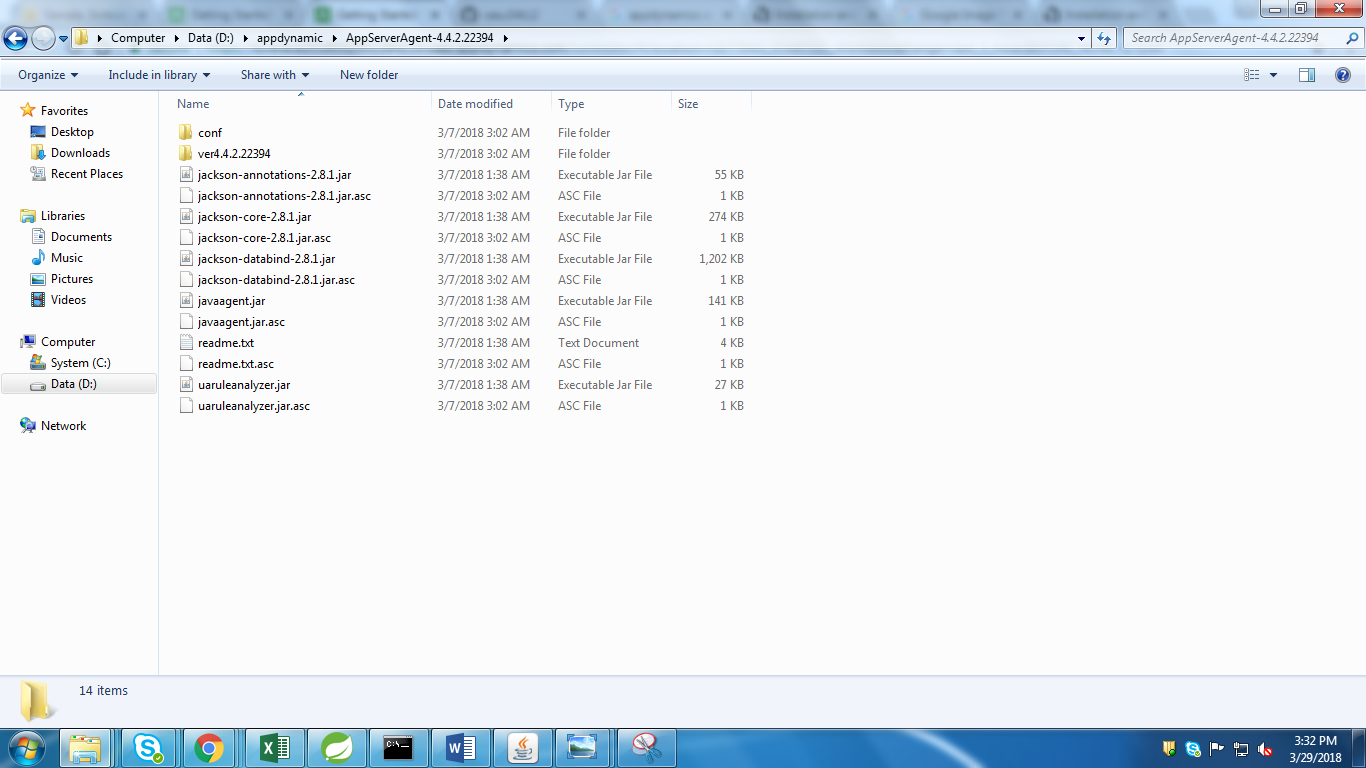 Computer Data (D:) appdynamic AppServerAgent-4.4.2.22394 Search AppServerAgent-4.4.2.22394
Organize Include in library Share with New folder
Favorites
Desktop
Downloads
Recent Places
Libraries
Documents
Music
Pictures
Videos
Computer
System (C:)
Data (D:)
Network
Name Date modified Type Size
conf 3/7/2018 3:02 AM File folder
ver4.4.2.22394 3/7/2018 3:02 AM File folder
jackson-annotations-2.8.1.jar 3/7/2018 1:38 AM Executable Jar File 55 KB
jackson-annotations-2.8.1.jar.asc 3/7/2018 3:02 AM ASC File 1 KB
jackson-core-2.8.1.jar 3/7/2018 1:38 AM Executable Jar File 274 KB
jackson-core-2.8.1.jar.asc 3/7/2018 3:02 AM ASC File 1 KB
jackson-databind-2.8.1.jar 3/7/2018 1:38 AM Executable Jar File 1,202 KB
jackson-databind-2.8.1.jar.asc 3/7/2018 3:02 AM ASC File 1 KB
javaagent.jar 3/7/2018 1:38 AM Executable Jar File 141 KB
javaagent.jar.asc 3/7/2018 3:02 AM ASC File 1 KB
readme.txt 3/7/2018 1:38 AM Text Document 4 KB
readme.txt.asc 3/7/2018 3:02 AM ASC File 1 KB
uaruleanalyzer.jar 3/7/2018 1:38 AM Executable Jar File 27 KB
uaruleanalyzer.jar.asc 3/7/2018 3:02 AM ASC File 1 KB
14 items
3:32 PM
3/29/2018